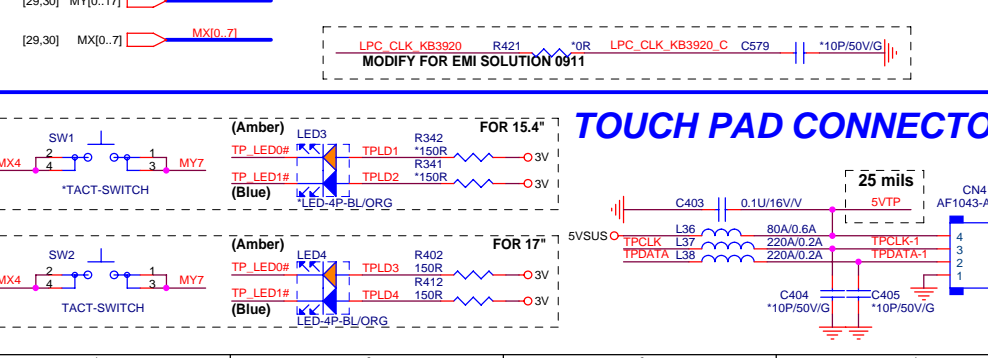 [29,30] MY[0..17]
[29,30] MX[0..7] MX[0..7]
LPC_CLK_KB3920 R421 *0R LPC_CLK_KB3920_C C579 *10P/50V/G
MODIFY FOR EMI SOLUTION 0911
SW1
2 1
4 3
MX4 MY7
*TACT-SWITCH
(Amber) LED3 FOR 15.4"
R342
TP_LED0# TPLD1 *150R 3V
R341
TP_LED1# TPLD2 *150R 3V
(Blue)
*LED-4P-BL/ORG
SW2
2 1
4 3
MX4 MY7
TACT-SWITCH
(Amber) LED4 FOR 17"
R402
TP_LED0# TPLD3 150R 3V
R412
TP_LED1# TPLD4 150R 3V
(Blue)
LED-4P-BL/ORG
TOUCH PAD CONNECTO
25 mils
C403 0.1U/16V/V 5VTP
CN4
AF1043-A
5VSUS L36 80A/0.6A 4
TPCLK L37 220A/0.2A TPCLK-1 3
TPDATA L38 220A/0.2A TPDATA-1 2
1
C404 C405
*10P/50V/G *10P/50V/G